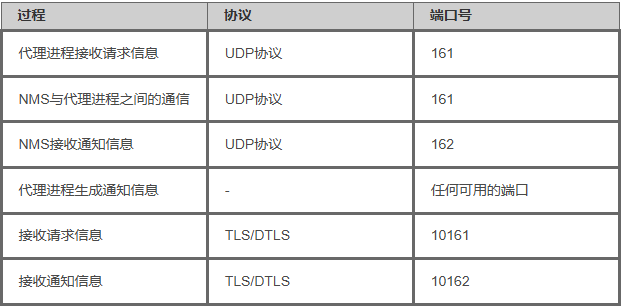 过程 协议 端口号
代理进程接收请求信息 UDP协议 161
NMS与代理进程之间的通信 UDP协议 161
NMS接收通知信息 UDP协议 162
代理进程生成通知信息 - 任何可用的端口
接收请求信息 TLS/DTLS 10161
接收通知信息 TLS/DTLS 10162